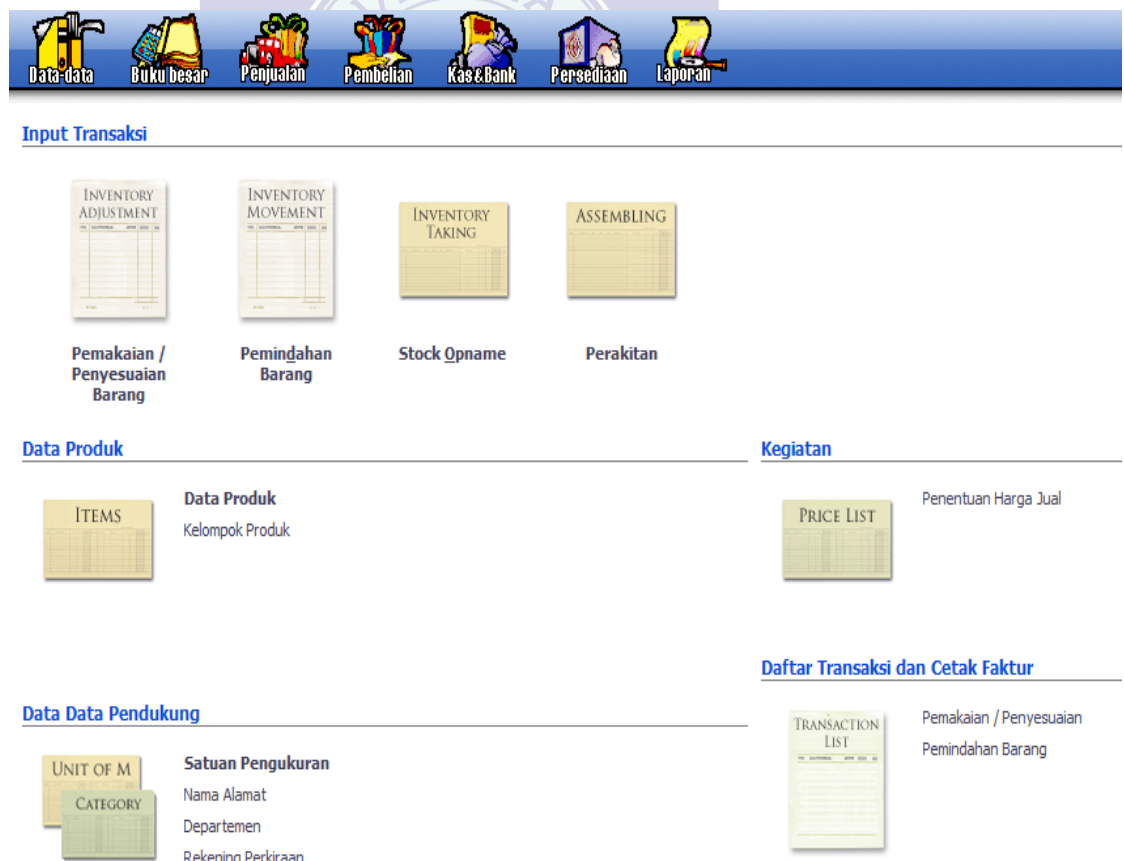 Data-data Buku besar Penjualan Pembelian Kas&Bank Persediaan Laporan
Input Transaksi
INVENTORY
ADJUSTMENT
INVENTORY
MOVEMENT
INVENTORY
TAKING
ASSEMBLING
Pemakaian /
Penyesuaian
Barang
Pemindahan
Barang
Stock Opname
Perakitan
Data Produk
ITEMS
Data Produk
Kelompok Produk
Kegiatan
PRICE LIST
Penentuan Harga Jual
Daftar Transaksi dan Cetak Faktur
TRANSACTION
LIST
Pemakaian / Penyesuaian
Pemindahan Barang
Data Data Pendukung
UNIT OF M
CATEGORY
Satuan Pengukuran
Nama Alamat
Departemen
Rekening Perkiraan